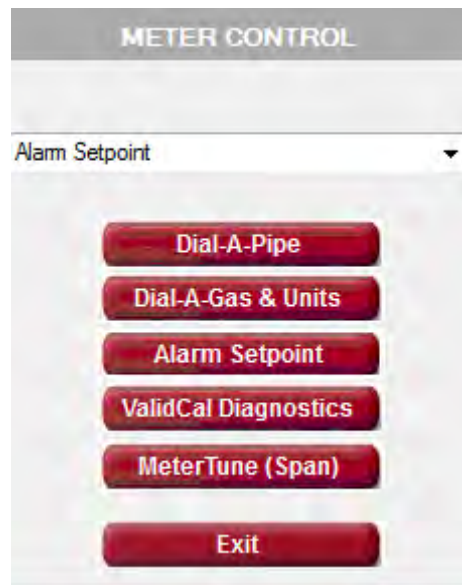 METER CONTROL
Alarm Setpoint
Dial-A-Pipe
Dial-A-Gas & Units
Alarm Setpoint
ValidCal Diagnostics
MeterTune (Span)
Exit